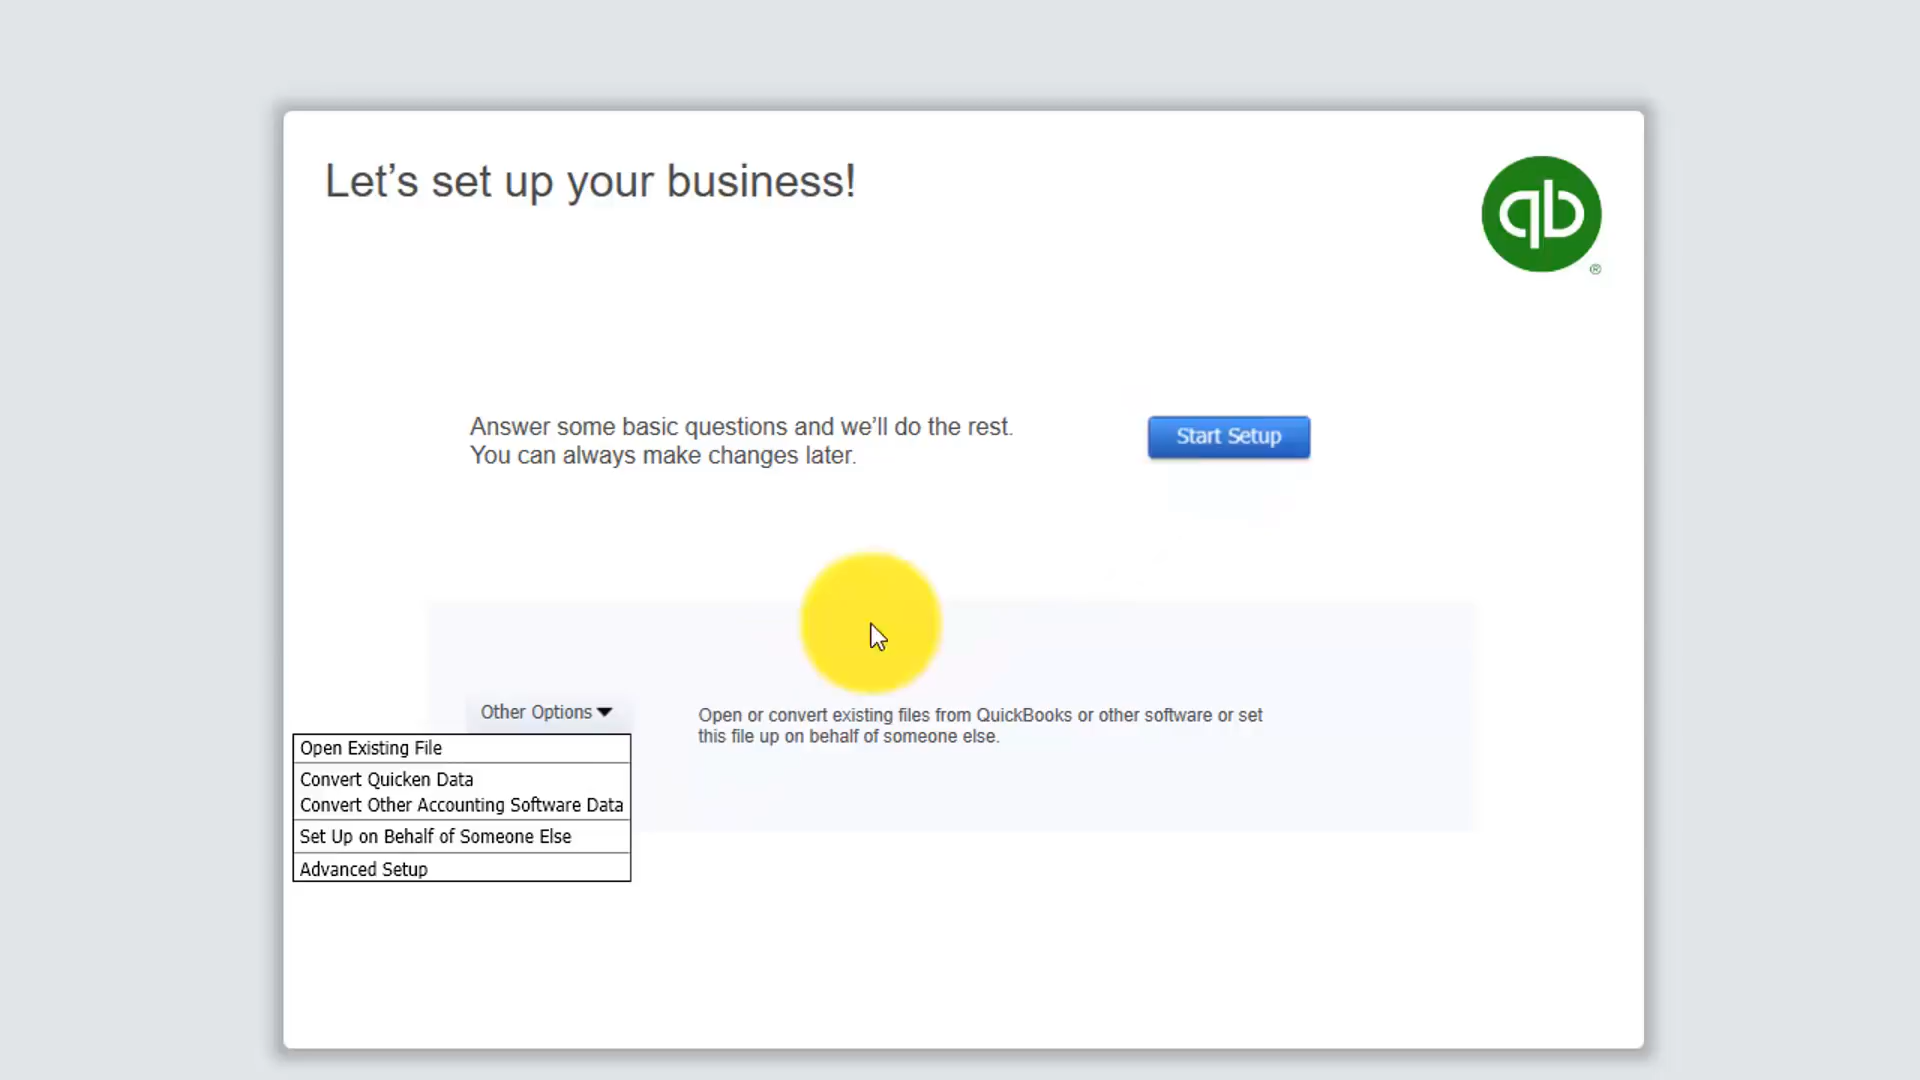 Let’s set up your business!
qb
®
Answer some basic questions and we’ll do the rest.
You can always make changes later.
Start Setup
Other Options
Open or convert existing files from QuickBooks or other software or set
this file up on behalf of someone else.
Open Existing File
Convert Quicken Data
Convert Other Accounting Software Data
Set Up on Behalf of Someone Else
Advanced Setup